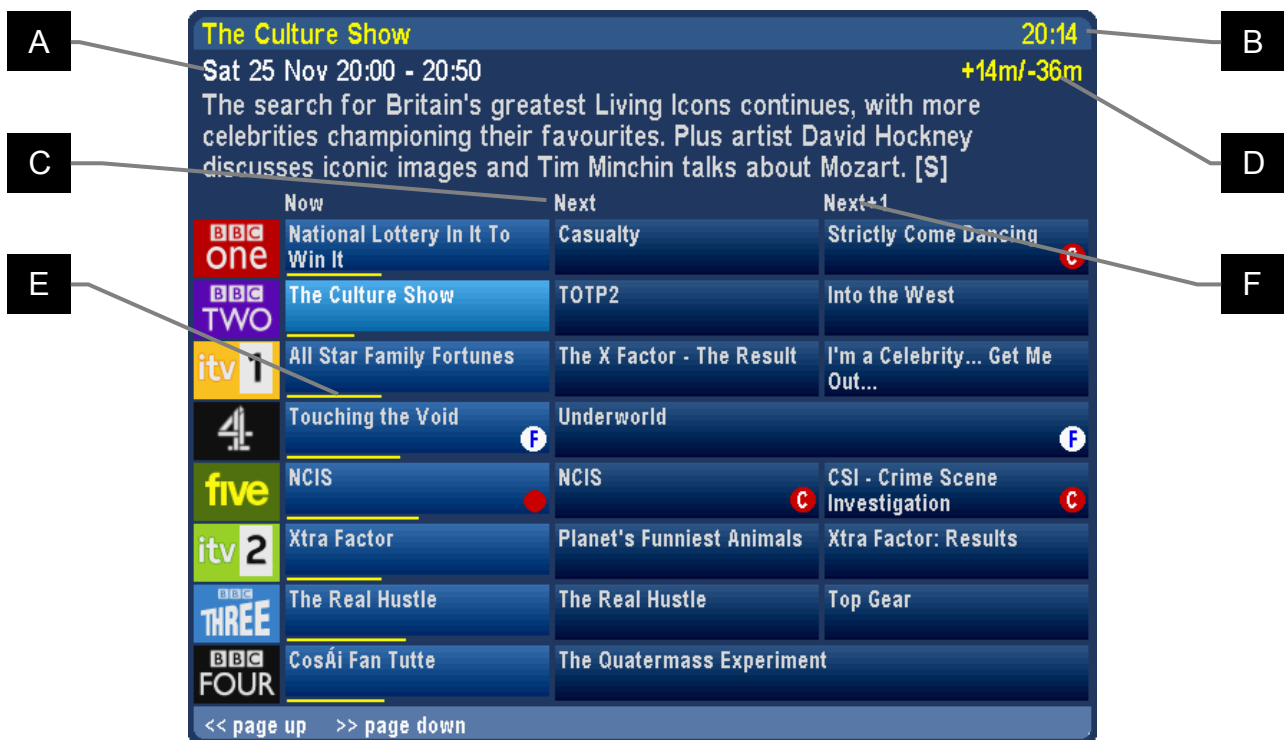 A
B
C
D
E
F
The Culture Show 20:14
Sat 25 Nov 20:00 - 20:50 +14m/-36m
The search for Britain's greatest Living Icons continues, with more
celebrities championing their favourites. Plus artist David Hockney
discusses iconic images and Tim Minchin talks about Mozart. [S]
Now Next Next+1
BBC
one
National Lottery In It To
Win It
Casualty
Strictly Come Dancing
C
BBC
TWO
The Culture Show
TOTP2
Into the West
itv 1
All Star Family Fortunes
The X Factor - The Result
I'm a Celebrity... Get Me
Out...
4
Touching the Void
F
Underworld
F
five
NCIS
NCIS
C
CSI - Crime Scene
Investigation
C
itv 2
Xtra Factor
Planet's Funniest Animals
Xtra Factor: Results
BBC
THREE
The Real Hustle
The Real Hustle
Top Gear
BBC
FOUR
CosÁi Fan Tutte
The Quatermass Experiment
<< page up >> page down